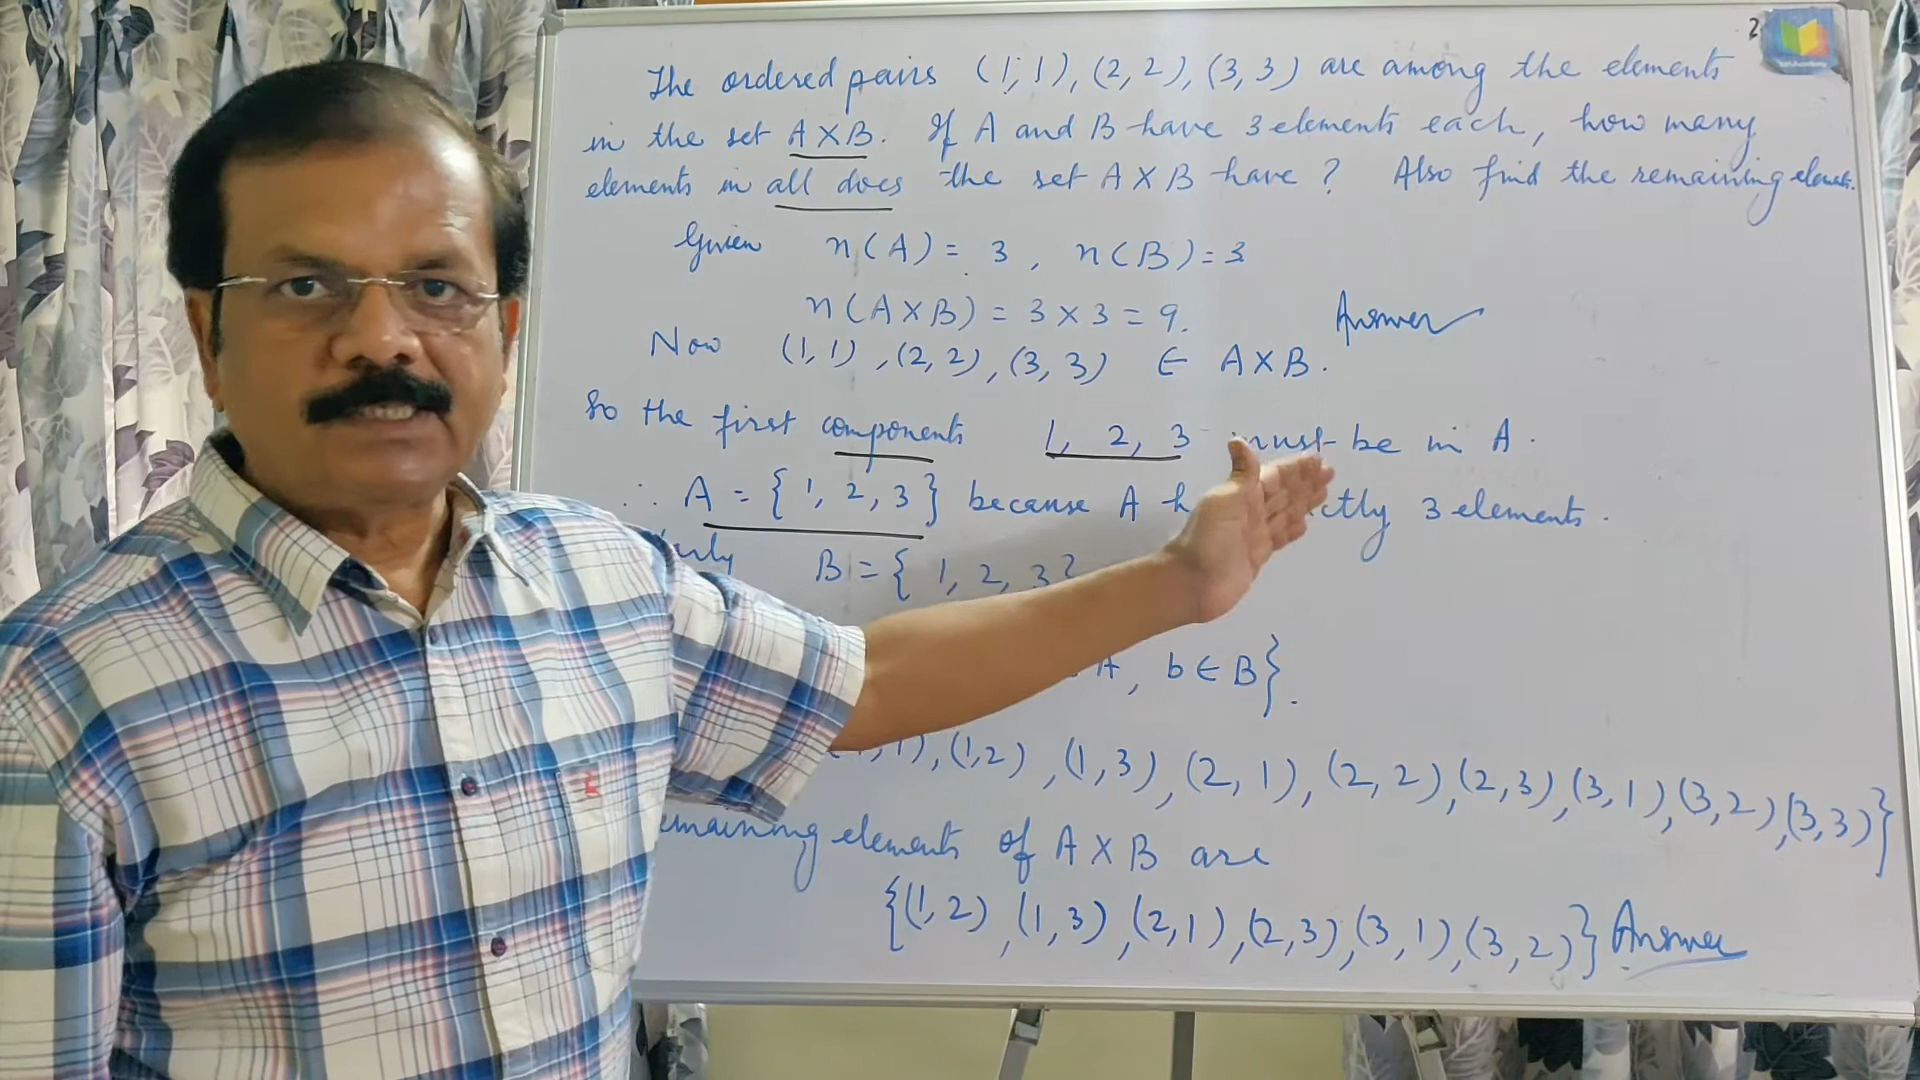 The ordered pairs (1,1), (2,2), (3,3) are among the elements
in the set A×B. If A and B have 3 elements each, how many
elements in all does the set A×B have? Also find the remaining
Given n(A) = 3, n(B) = 3
n(A×B) = 3×3 = 9.
Answer
Now (1,1), (2,2), (3,3) ∈ A×B.
So the first components 1, 2, 3 must be in A.
∴ A = {1, 2, 3} because A 3 elements.
B = {1, 2, 3
, b∈B}.
,(1,2),(1,3),(2,1),(2,2),(2,3),(3,1),(3,2),(3,3)}
elements of A×B are
{(1,2),(1,3),(2,1),(2,3),(3,1),(3,2)} Answer